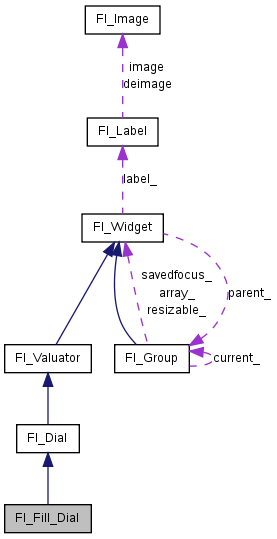 Fl_Image
image
deimage
Fl_Label
label_
Fl_Widget
savedfocus_
array_
resizable_
parent_
Fl_Valuator
Fl_Group
current_
Fl_Dial
Fl_Fill_Dial